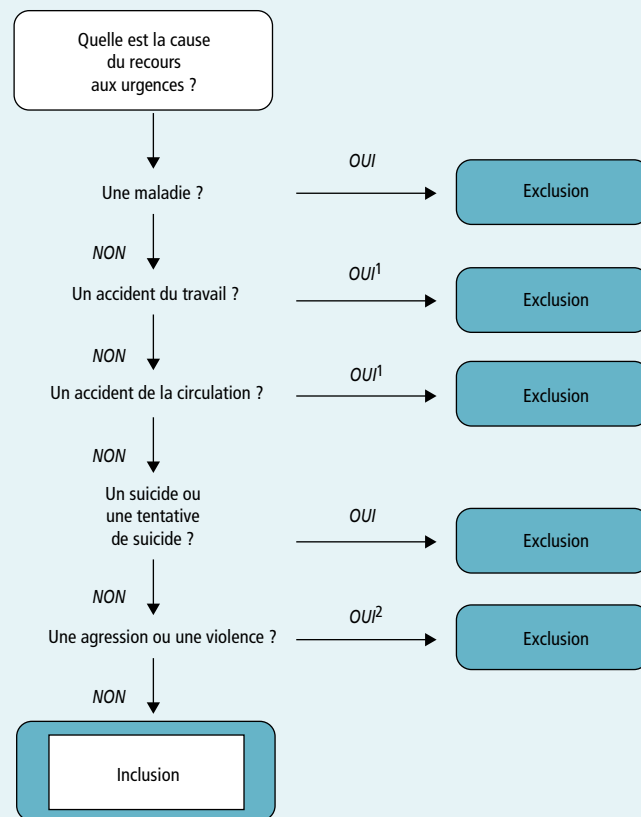 Quelle est la cause
du recours
aux urgences ?
OUI
Une maladie ?
Exclusion
NON
Un accident du travail ?
OUI1
Exclusion
NON
Un accident de la circulation ?
OUI1
Exclusion
NON
Un suicide ou
une tentative
de suicide ?
OUI
Exclusion
NON
Une agression ou une violence ?
OUI2
Exclusion
NON
Inclusion